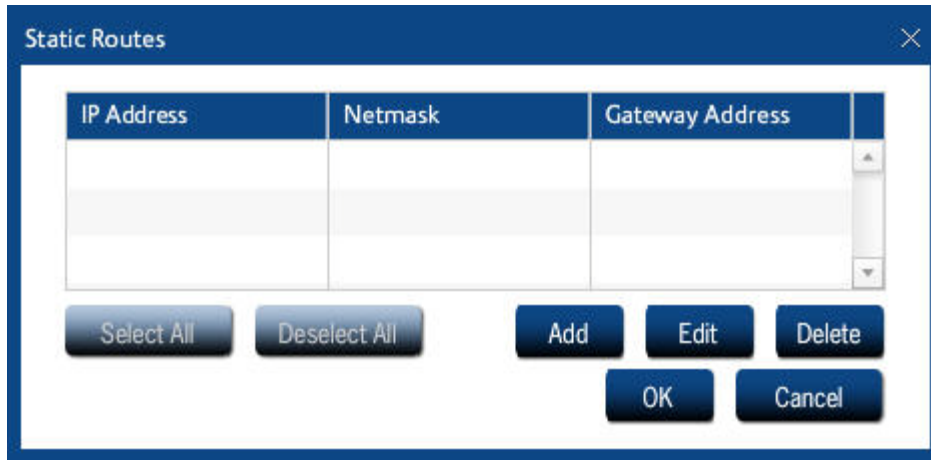 Static Routes
IP Address Netmask Gateway Address
Select All Deselect All Add Edit Delete
OK Cancel